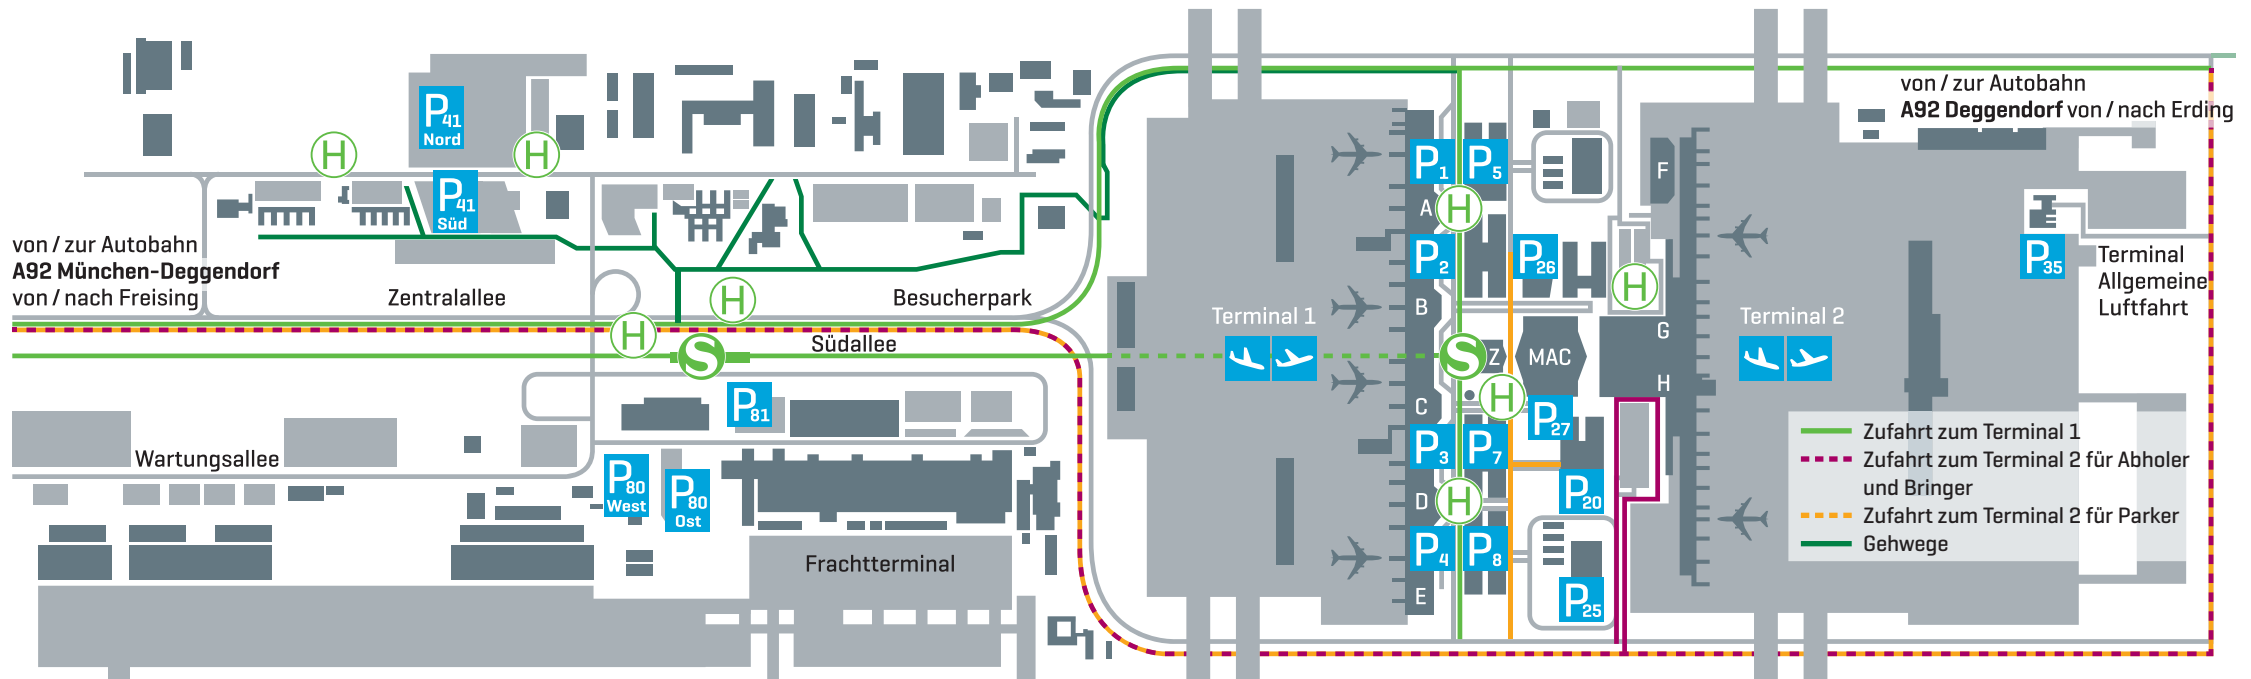 von / zur Autobahn
A92 München-Deggendorf
von / nach Freising
P41
Nord
P41
Süd
H
H
Zentralallee
H
H
Besucherpark
S
Südallee
P81
Wartungsallee
P80
West
P80
Ost
Frachtterminal
Terminal 1
P1
P5
A
H
P2
P26
B
S
Z
MAC
C
H
P27
P3
P7
P20
D
H
P4
P8
E
P25
F
H
G
H
Terminal 2
von / zur Autobahn
A92 Deggendorf von / nach Erding
P35
Terminal
Allgemeine
Luftfahrt
Zufahrt zum Terminal 1
Zufahrt zum Terminal 2 für Abholer
und Bringer
Zufahrt zum Terminal 2 für Parker
Gehwege